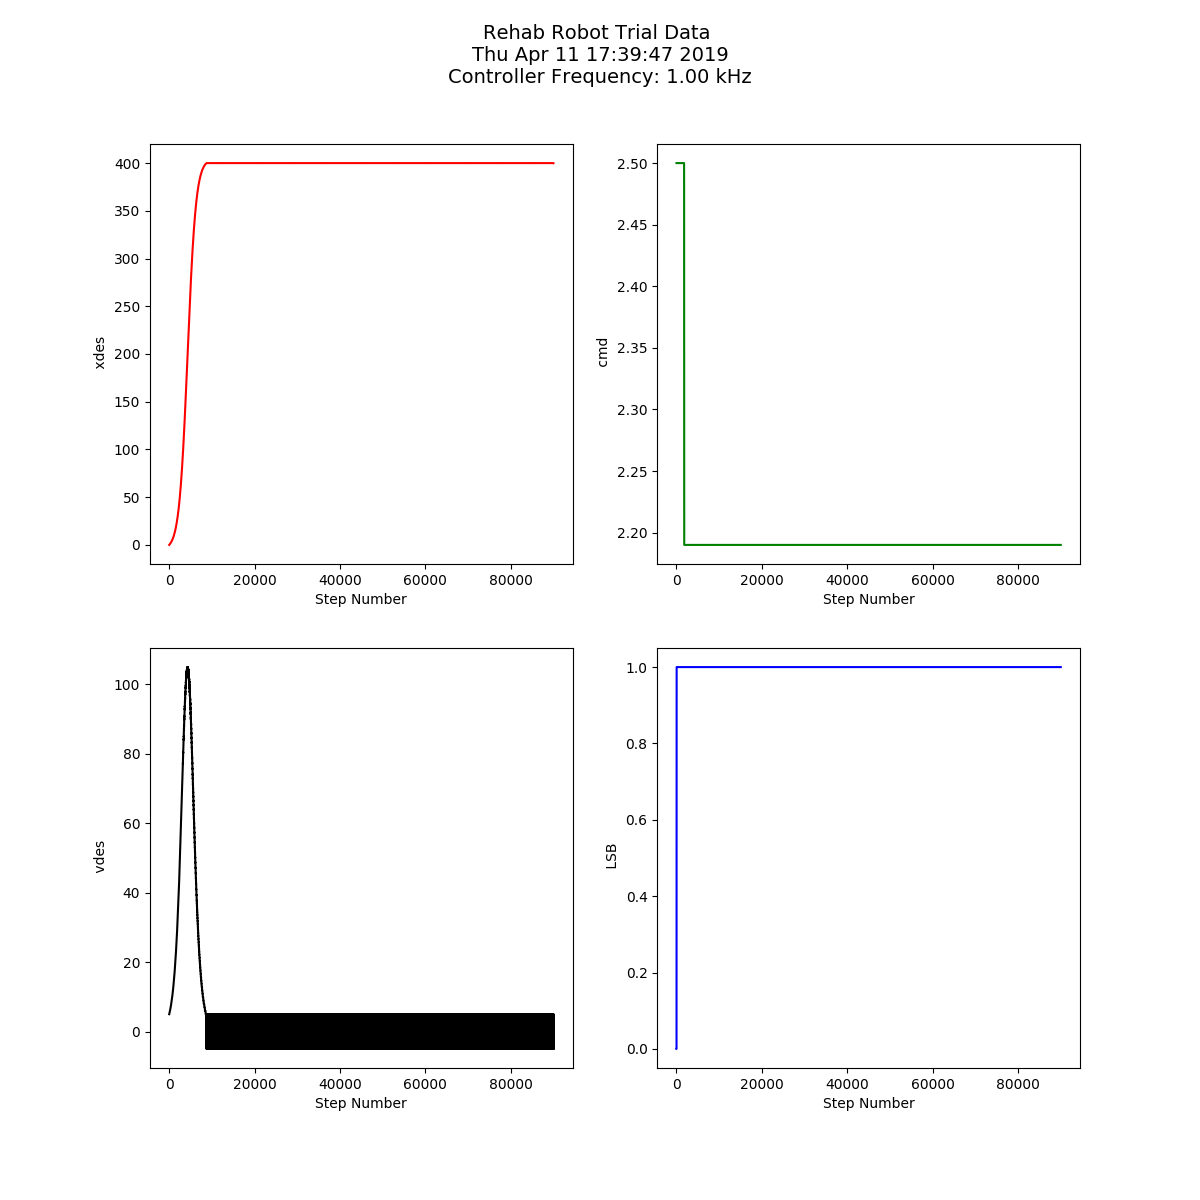 Rehab Robot Trial Data
Thu Apr 11 17:39:47 2019
Controller Frequency: 1.00 kHz
400
350
300
250
200
150
100
50
0
xdes
0 20000 40000 60000 80000
Step Number
2.50
2.45
2.40
2.35
2.30
2.25
2.20
cmd
0 20000 40000 60000 80000
Step Number
100
80
60
40
20
0
vdes
0 20000 40000 60000 80000
Step Number
1.0
0.8
0.6
0.4
0.2
0.0
LSB
0 20000 40000 60000 80000
Step Number